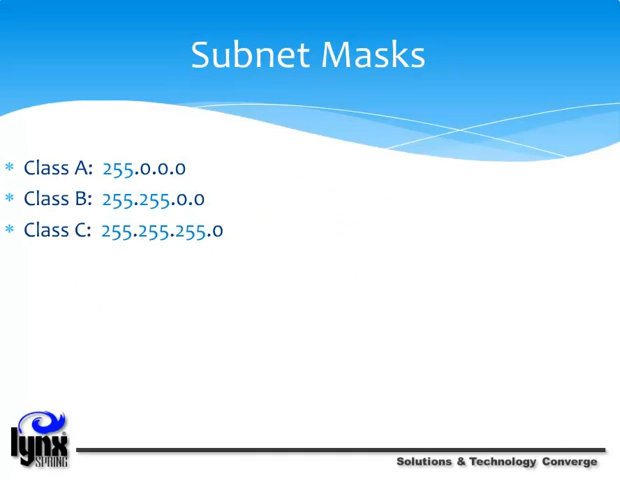 Subnet Masks
* Class A: 255.0.0.0
* Class B: 255.255.0.0
* Class C: 255.255.255.0
lynx
SPRING
Solutions & Technology Converge